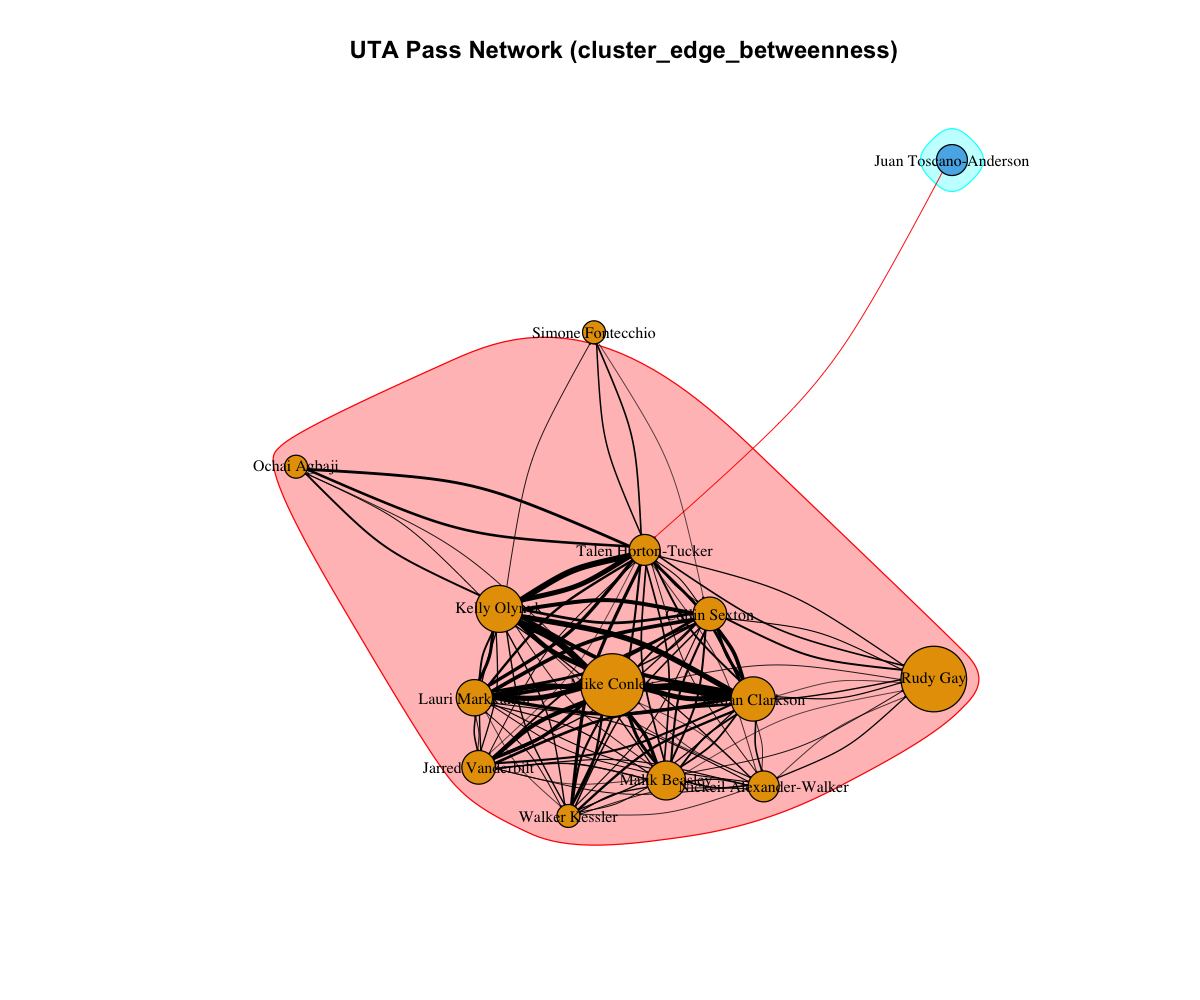 UTA Pass Network (cluster_edge_betweenness)
Juan Toscano-Anderson
Simone Fontecchio
Ochai Agbaji
Talen Horton-Tucker
Kelly Olynyk
Collin Sexton
Mike Conley
Rudy Gay
Lauri Markkanen
Jordan Clarkson
Jarred Vanderbilt
Malik Beasley
Nickeil Alexander-Walker
Walker Kessler